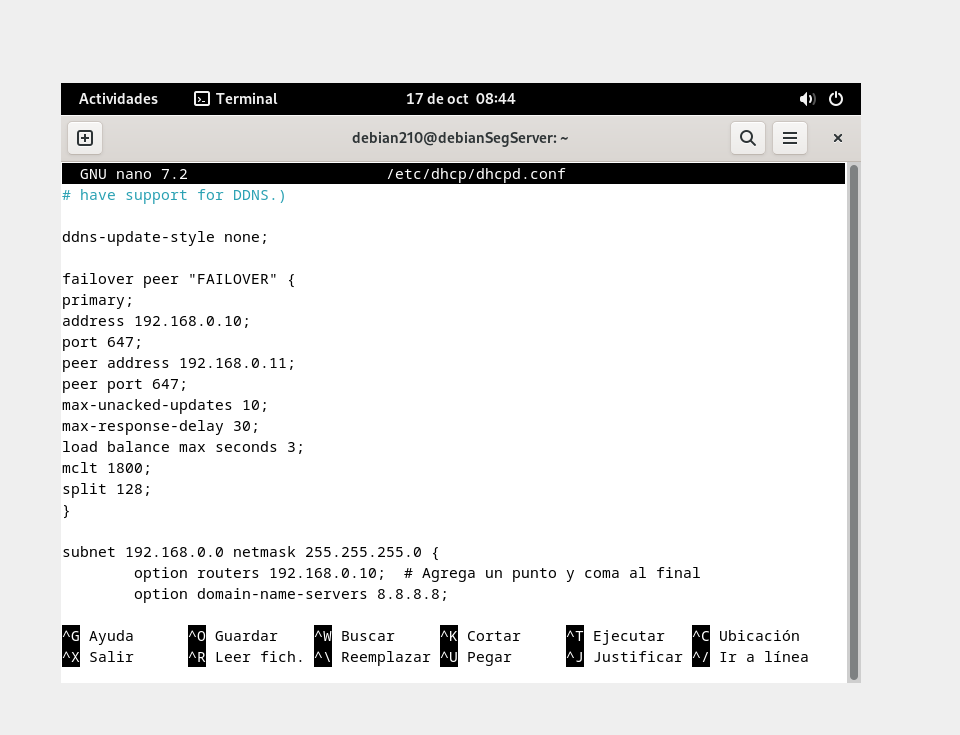 Actividades Terminal 17 de oct 08:44
debian210@debianSegServer: ~
GNU nano 7.2 /etc/dhcp/dhcpd.conf
# have support for DDNS.)
ddns-update-style none;
failover peer "FAILOVER" {
primary;
address 192.168.0.10;
port 647;
peer address 192.168.0.11;
peer port 647;
max-unacked-updates 10;
max-response-delay 30;
load balance max seconds 3;
mclt 1800;
split 128;
}
subnet 192.168.0.0 netmask 255.255.255.0 {
option routers 192.168.0.10; # Agrega un punto y coma al final
option domain-name-servers 8.8.8.8;
^G Ayuda ^O Guardar ^W Buscar ^K Cortar ^T Ejecutar ^C Ubicación
^X Salir ^R Leer fich. ^\ Reemplazar ^U Pegar ^J Justificar ^/ Ir a línea